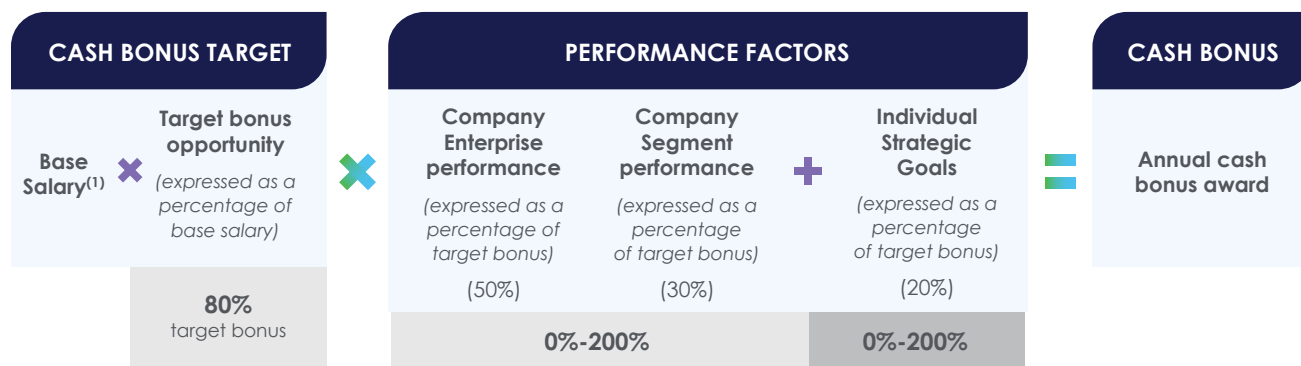 CASH BONUS TARGET
PERFORMANCE FACTORS
CASH BONUS
Base
Salary(1)
Target bonus
opportunity
(expressed as a
percentage of
base salary)
80%
target bonus
Company
Enterprise
performance
(expressed as a
percentage of
target bonus)
(50%)
Company
Segment
performance
(expressed as a
percentage
of target bonus)
(30%)
0%-200%
Individual
Strategic
Goals
(expressed as a
percentage
of target bonus)
(20%)
0%-200%
Annual cash
bonus award